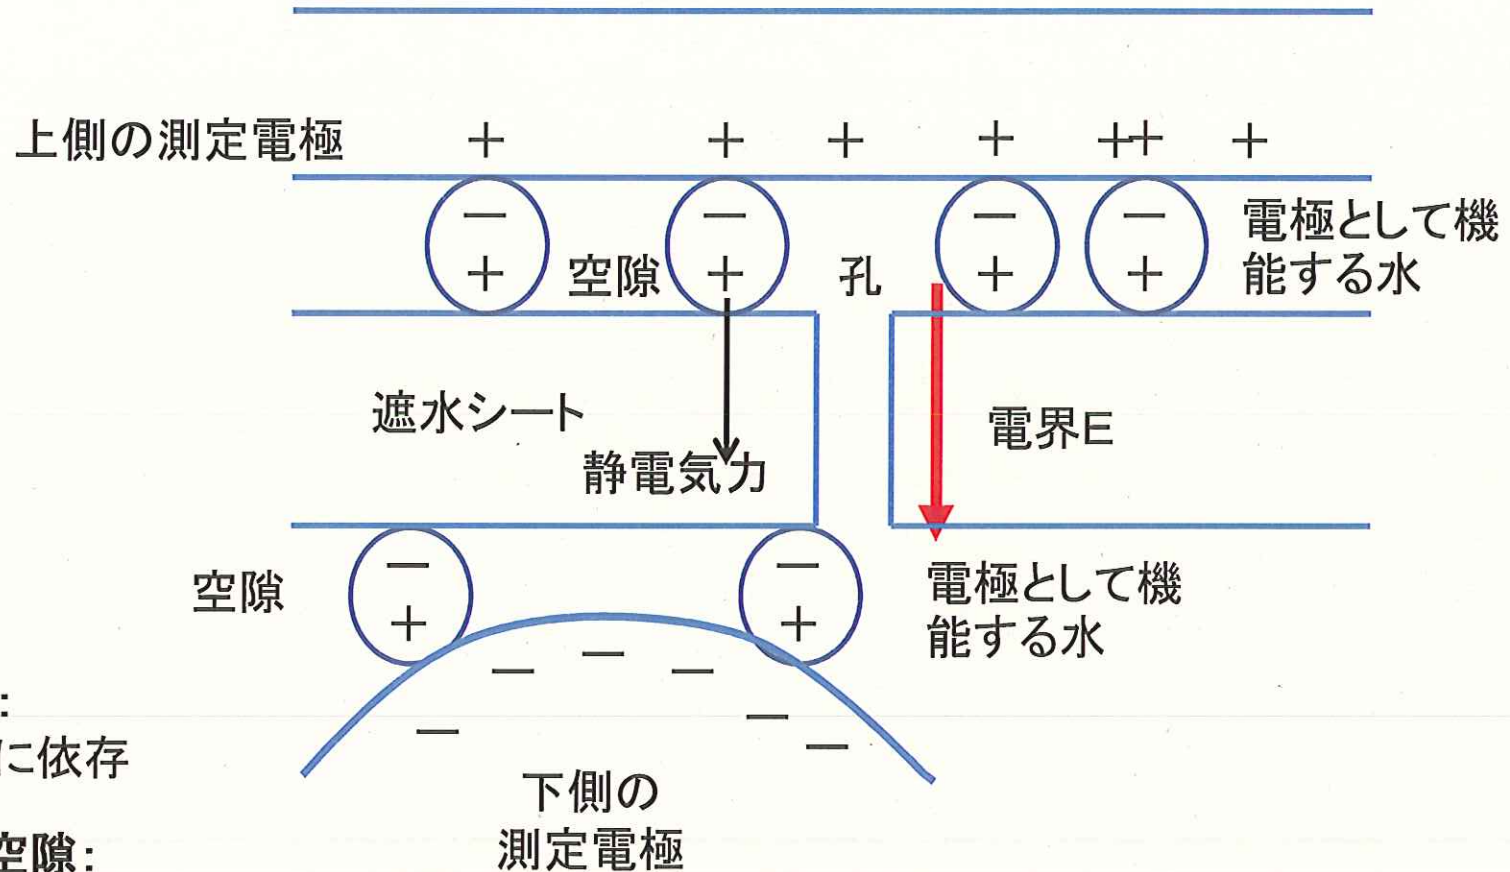 上側の測定電極 + + + + ++ +
− − − −
電極として機
能する水
+ 空隙 + 孔 + +
遮水シート
電界E
静電気力
− −
空隙
+ +
電極として機
能する水
− − −
− −
−
:
に依存
下側の
測定電極
空隙: